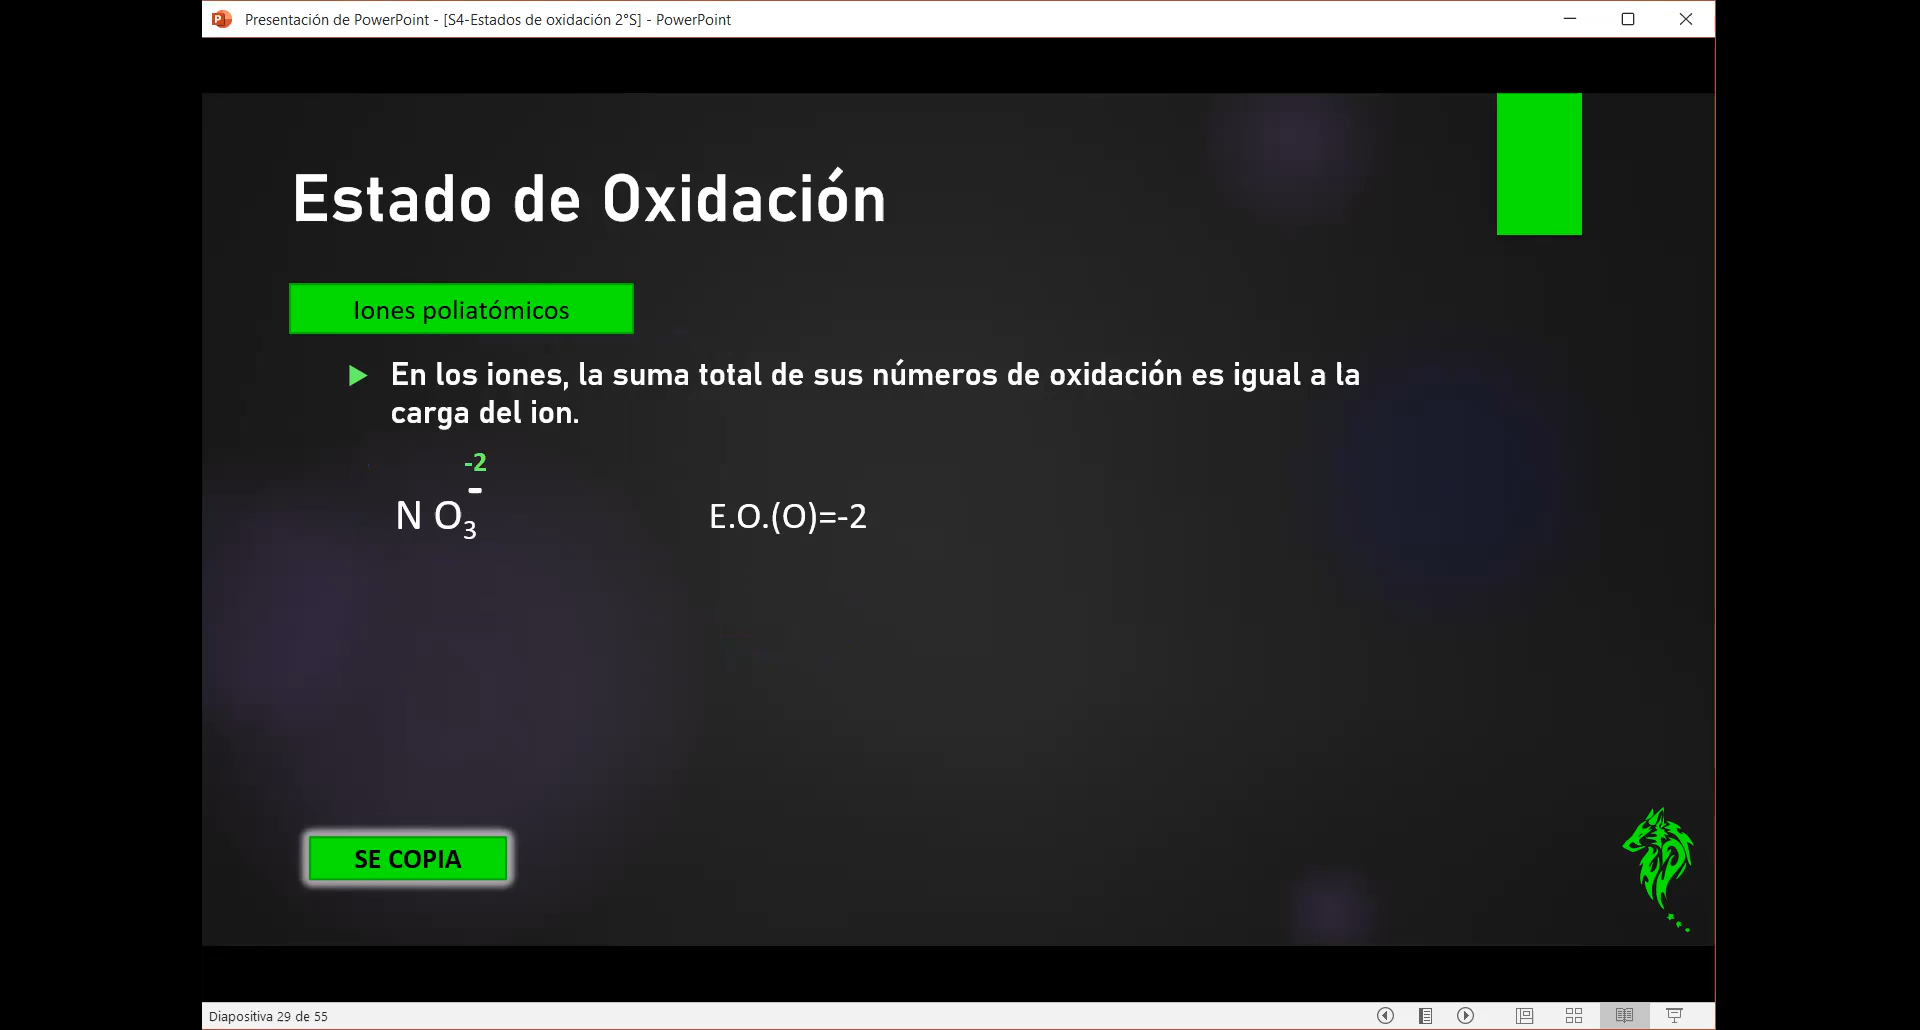 Presentación de PowerPoint - [S4-Estados de oxidación 2°S] - PowerPoint
Estado de Oxidación
Iones poliatómicos
En los iones, la suma total de sus números de oxidación es igual a la
carga del ion.
-2
N O₃⁻
E.O.(O)=-2
SE COPIA
Diapositiva 29 de 55